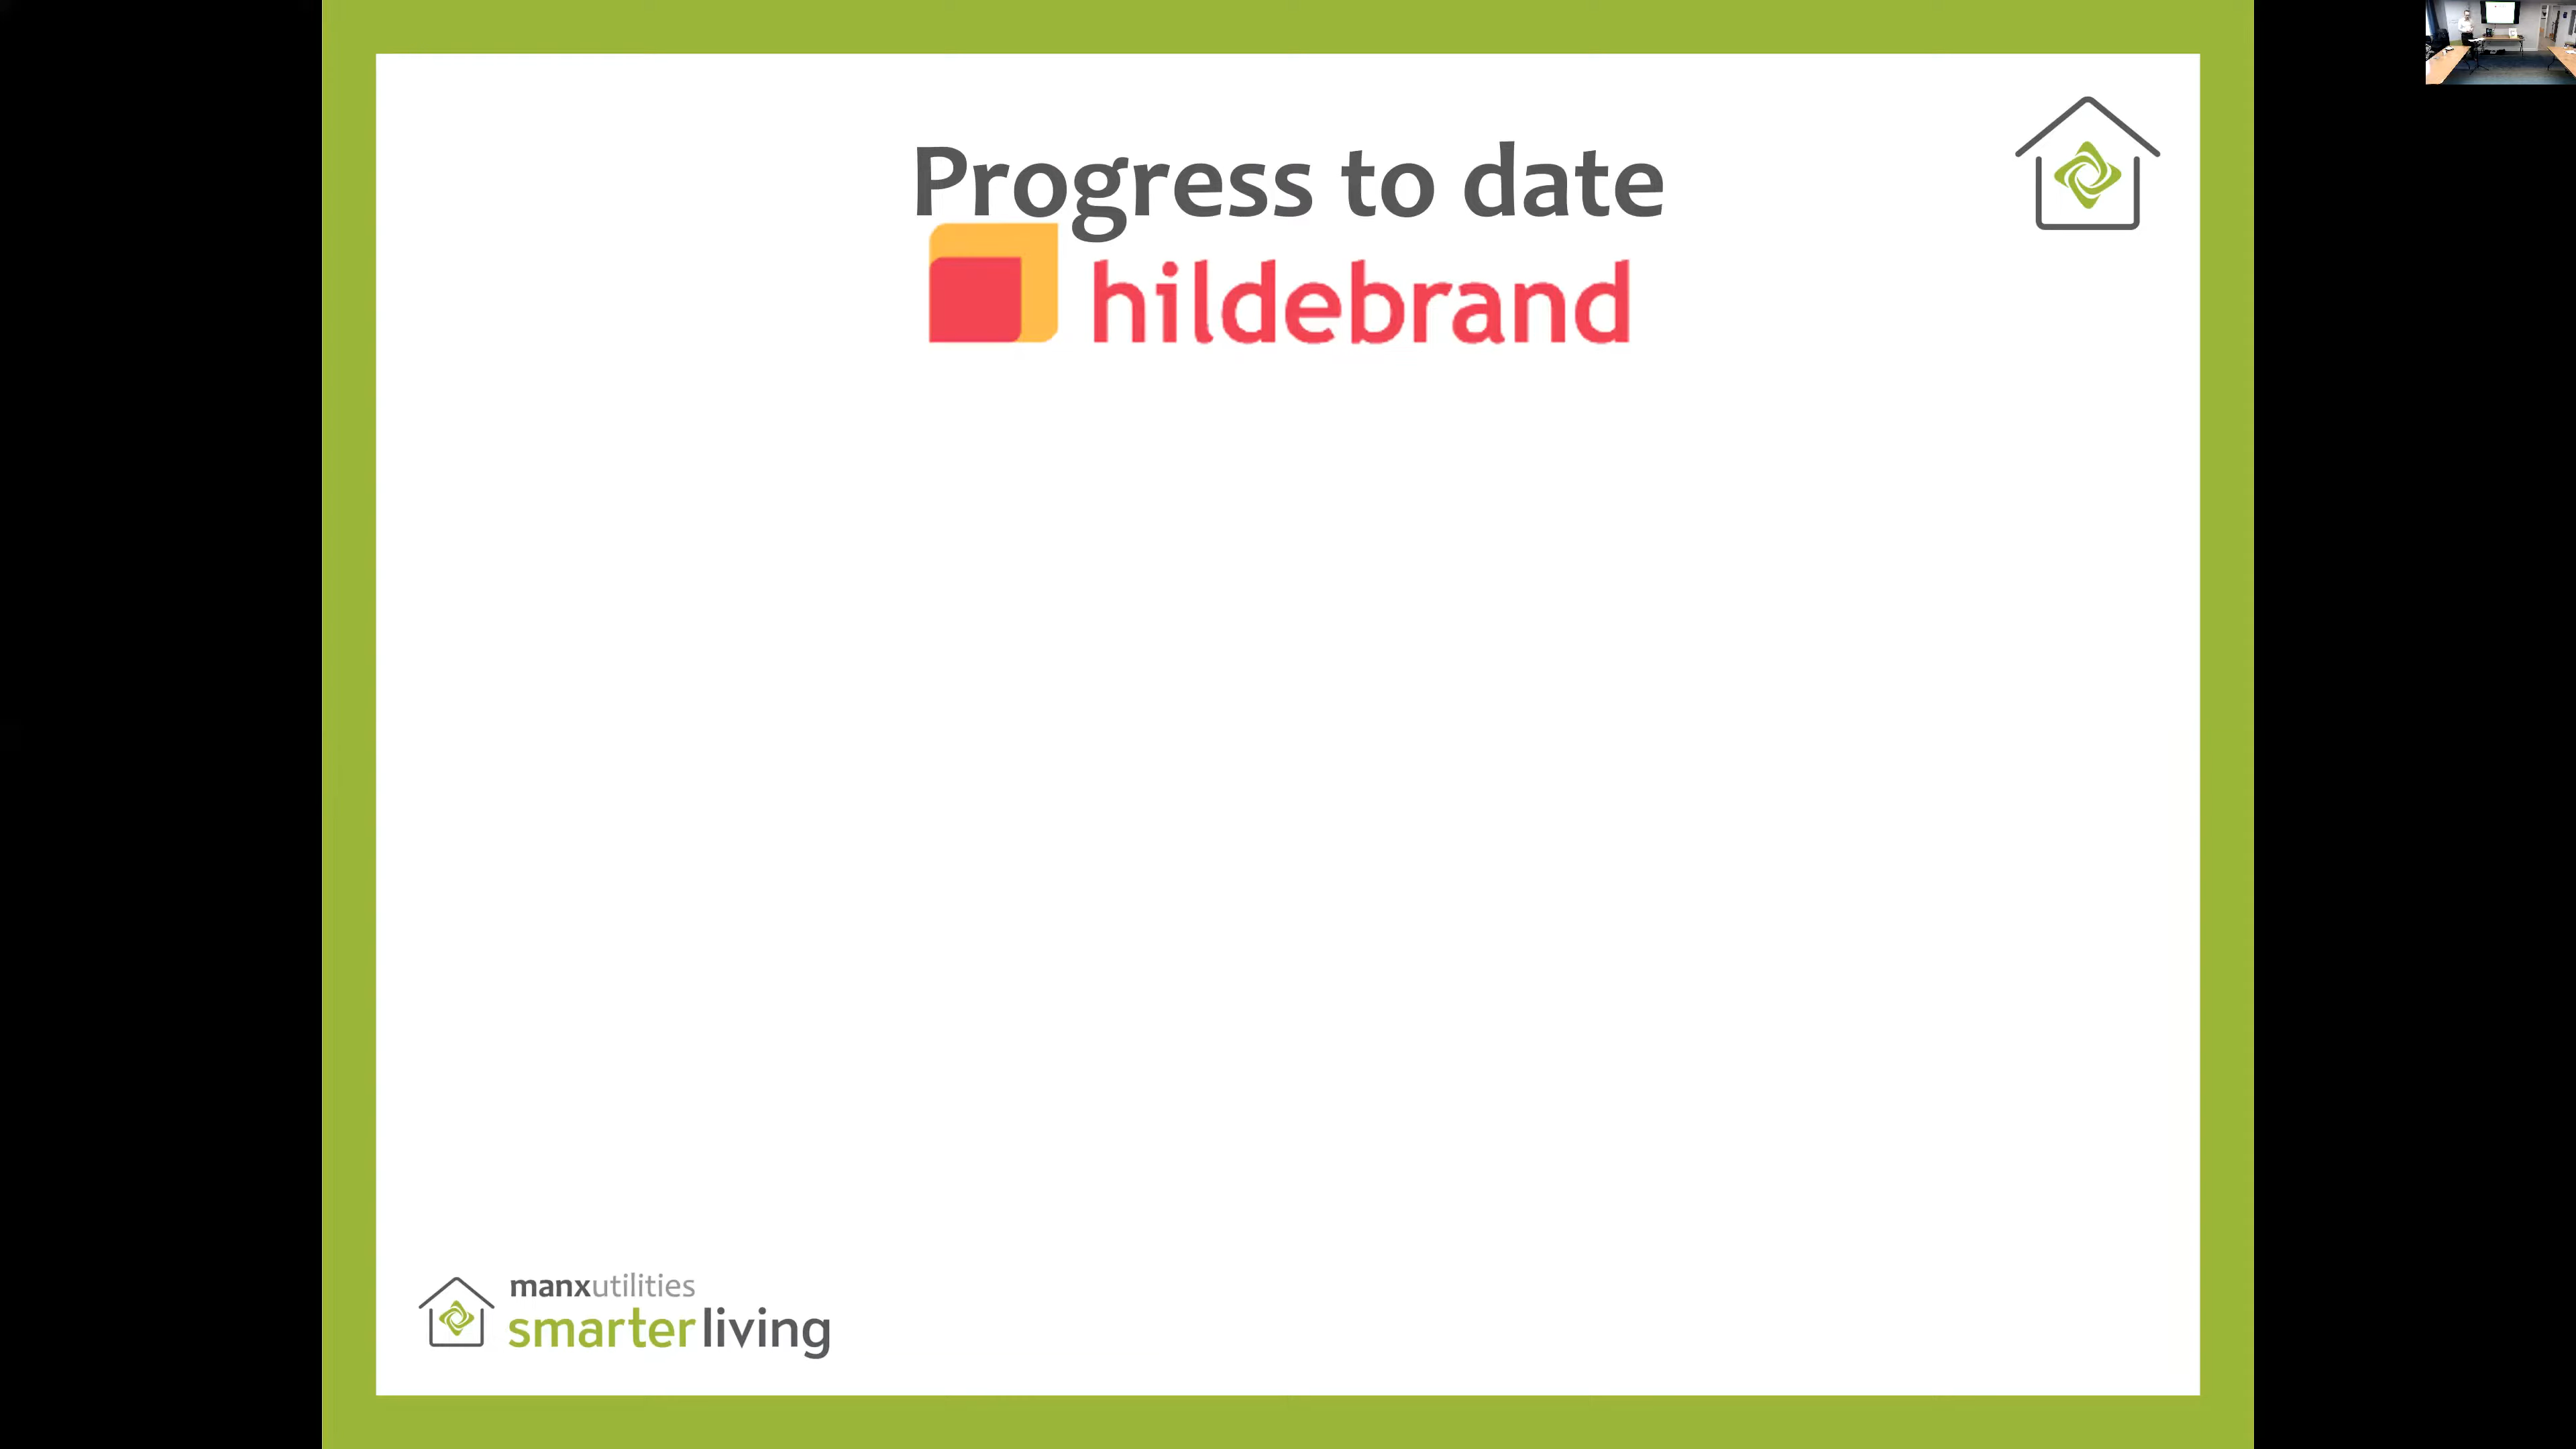 Progress to date
hildebrand
manxutilities
smarterliving